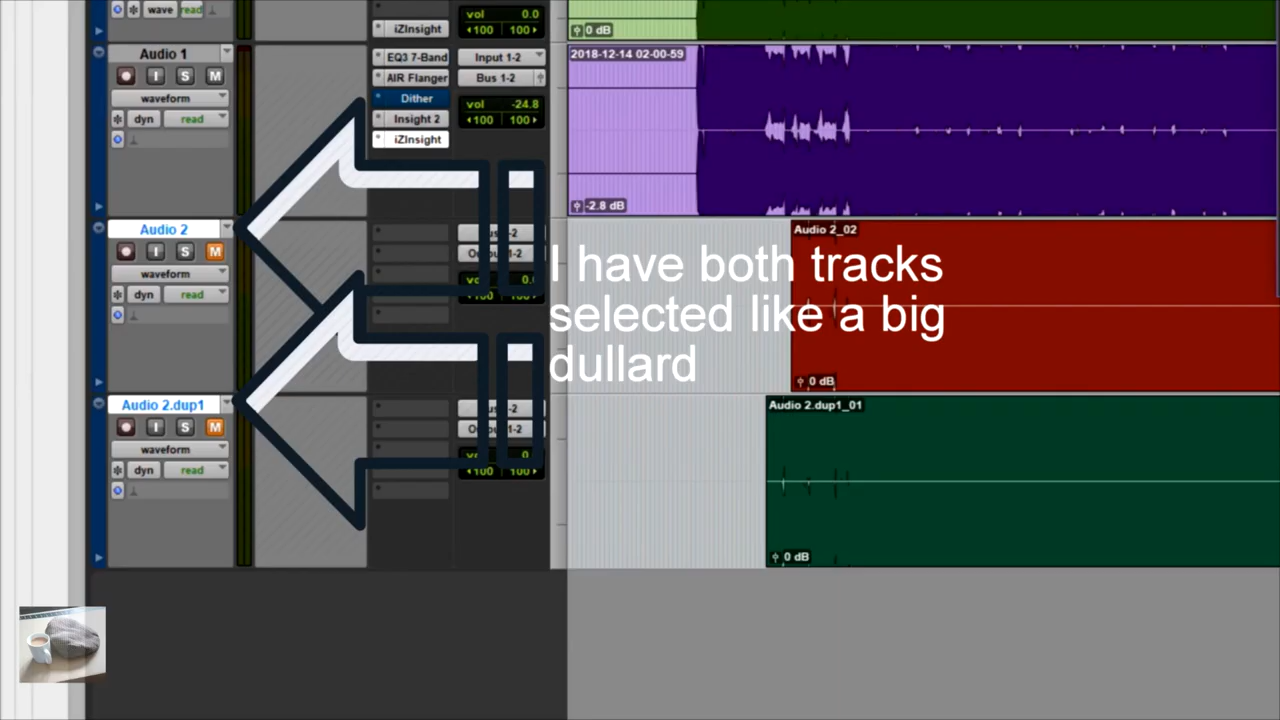 wave read
vol 0.0
iZInsight
100 100
0 dB
Audio 1
EQ3 7-Band
Input 1-2
2018-12-14 02-00-59
I S M
AIR Flanger
Bus 1-2
waveform
Dither
vol -24.8
dyn read
Insight 2
100 100
iZInsight
-2.8 dB
Audio 2
Audio 2_02
I S M
waveform
dyn read
100 100
I have both tracks
selected like a big
dullard
0 dB
Audio 2.dup1
Audio 2.dup1_01
I S M
waveform
dyn read
100 100
0 dB